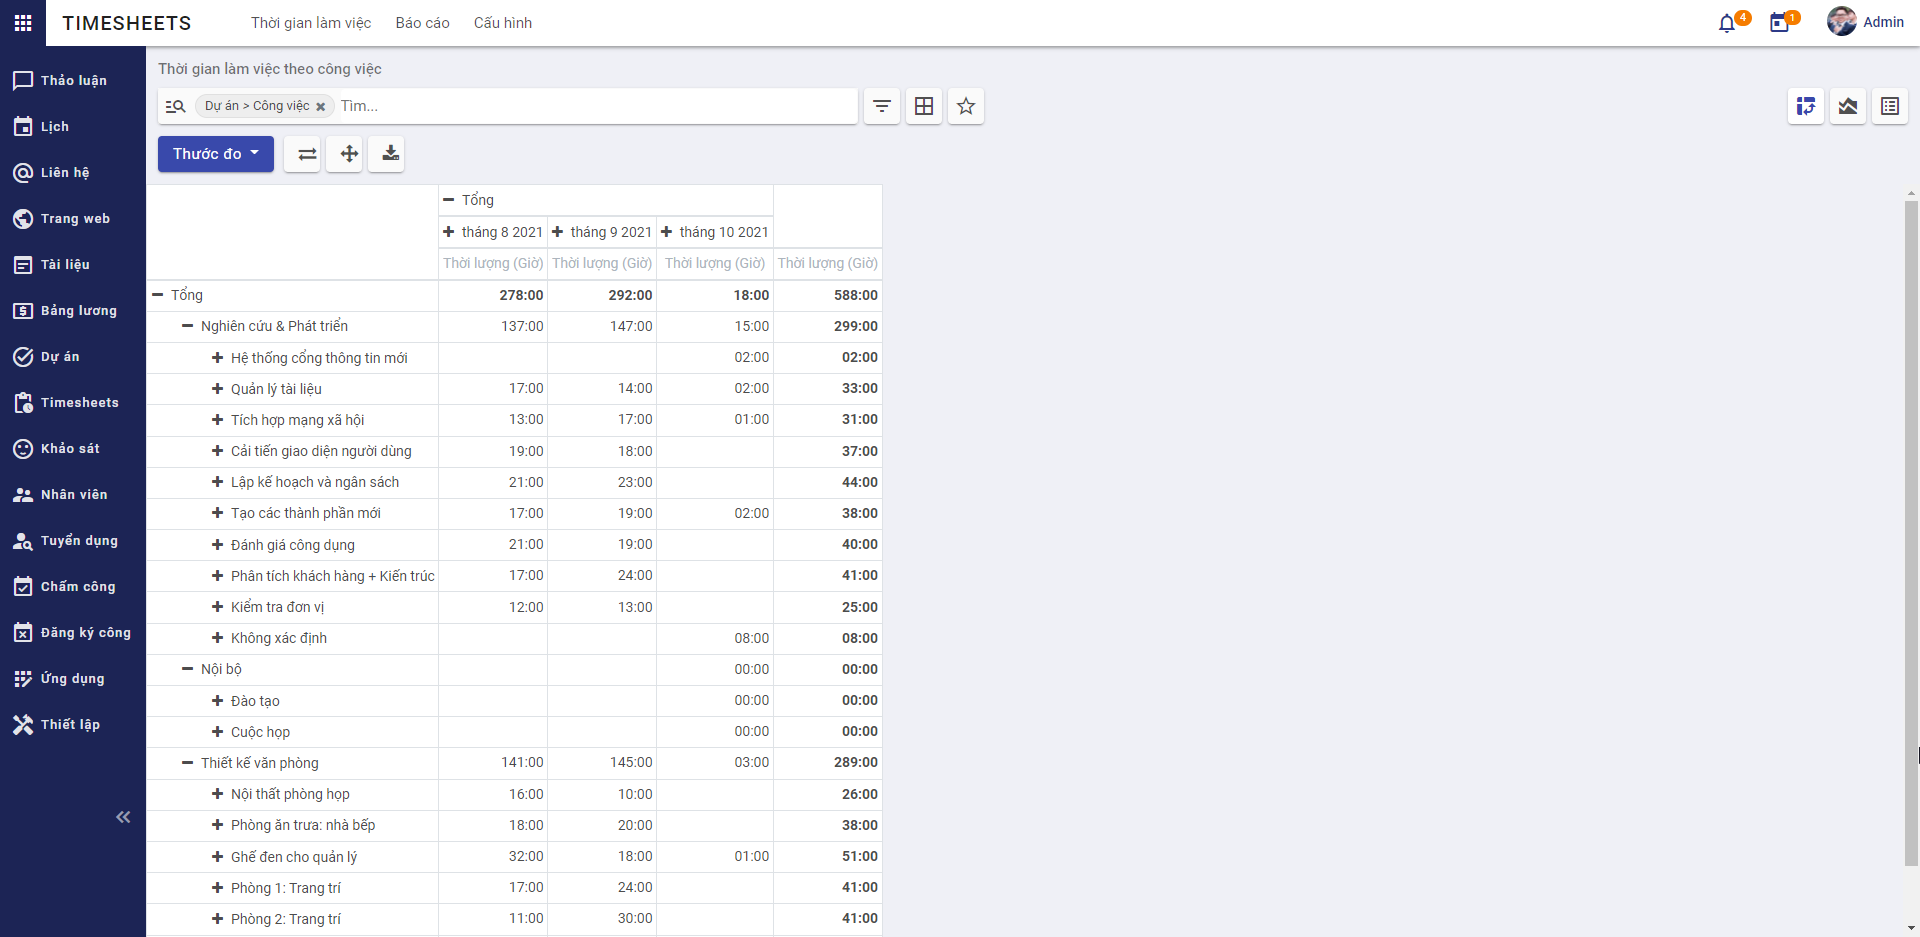 TIMESHEETS Thời gian làm việc Báo cáo Cấu hình 4 1 Admin
Thảo luận
Lịch
Liên hệ
Trang web
Tài liệu
Bảng lương
Dự án
Timesheets
Khảo sát
Nhân viên
Tuyển dụng
Chấm công
Đăng ký công
Ứng dụng
Thiết lập
Thời gian làm việc theo công việc
Dự án > Công việc Tìm...
Thước đo
Tổng
tháng 8 2021 tháng 9 2021 tháng 10 2021
Thời lượng (Giờ) Thời lượng (Giờ) Thời lượng (Giờ) Thời lượng (Giờ)
Tổng 278:00 292:00 18:00 588:00
Nghiên cứu & Phát triển 137:00 147:00 15:00 299:00
Hệ thống cổng thông tin mới 02:00 02:00
Quản lý tài liệu 17:00 14:00 02:00 33:00
Tích hợp mạng xã hội 13:00 17:00 01:00 31:00
Cải tiến giao diện người dùng 19:00 18:00 37:00
Lập kế hoạch và ngân sách 21:00 23:00 44:00
Tạo các thành phần mới 17:00 19:00 02:00 38:00
Đánh giá công dụng 21:00 19:00 40:00
Phân tích khách hàng + Kiến trúc 17:00 24:00 41:00
Kiểm tra đơn vị 12:00 13:00 25:00
Không xác định 08:00 08:00
Nội bộ 00:00 00:00
Đào tạo 00:00 00:00
Cuộc họp 00:00 00:00
Thiết kế văn phòng 141:00 145:00 03:00 289:00
Nội thất phòng họp 16:00 10:00 26:00
Phòng ăn trưa: nhà bếp 18:00 20:00 38:00
Ghế đen cho quản lý 32:00 18:00 01:00 51:00
Phòng 1: Trang trí 17:00 24:00 41:00
Phòng 2: Trang trí 11:00 30:00 41:00